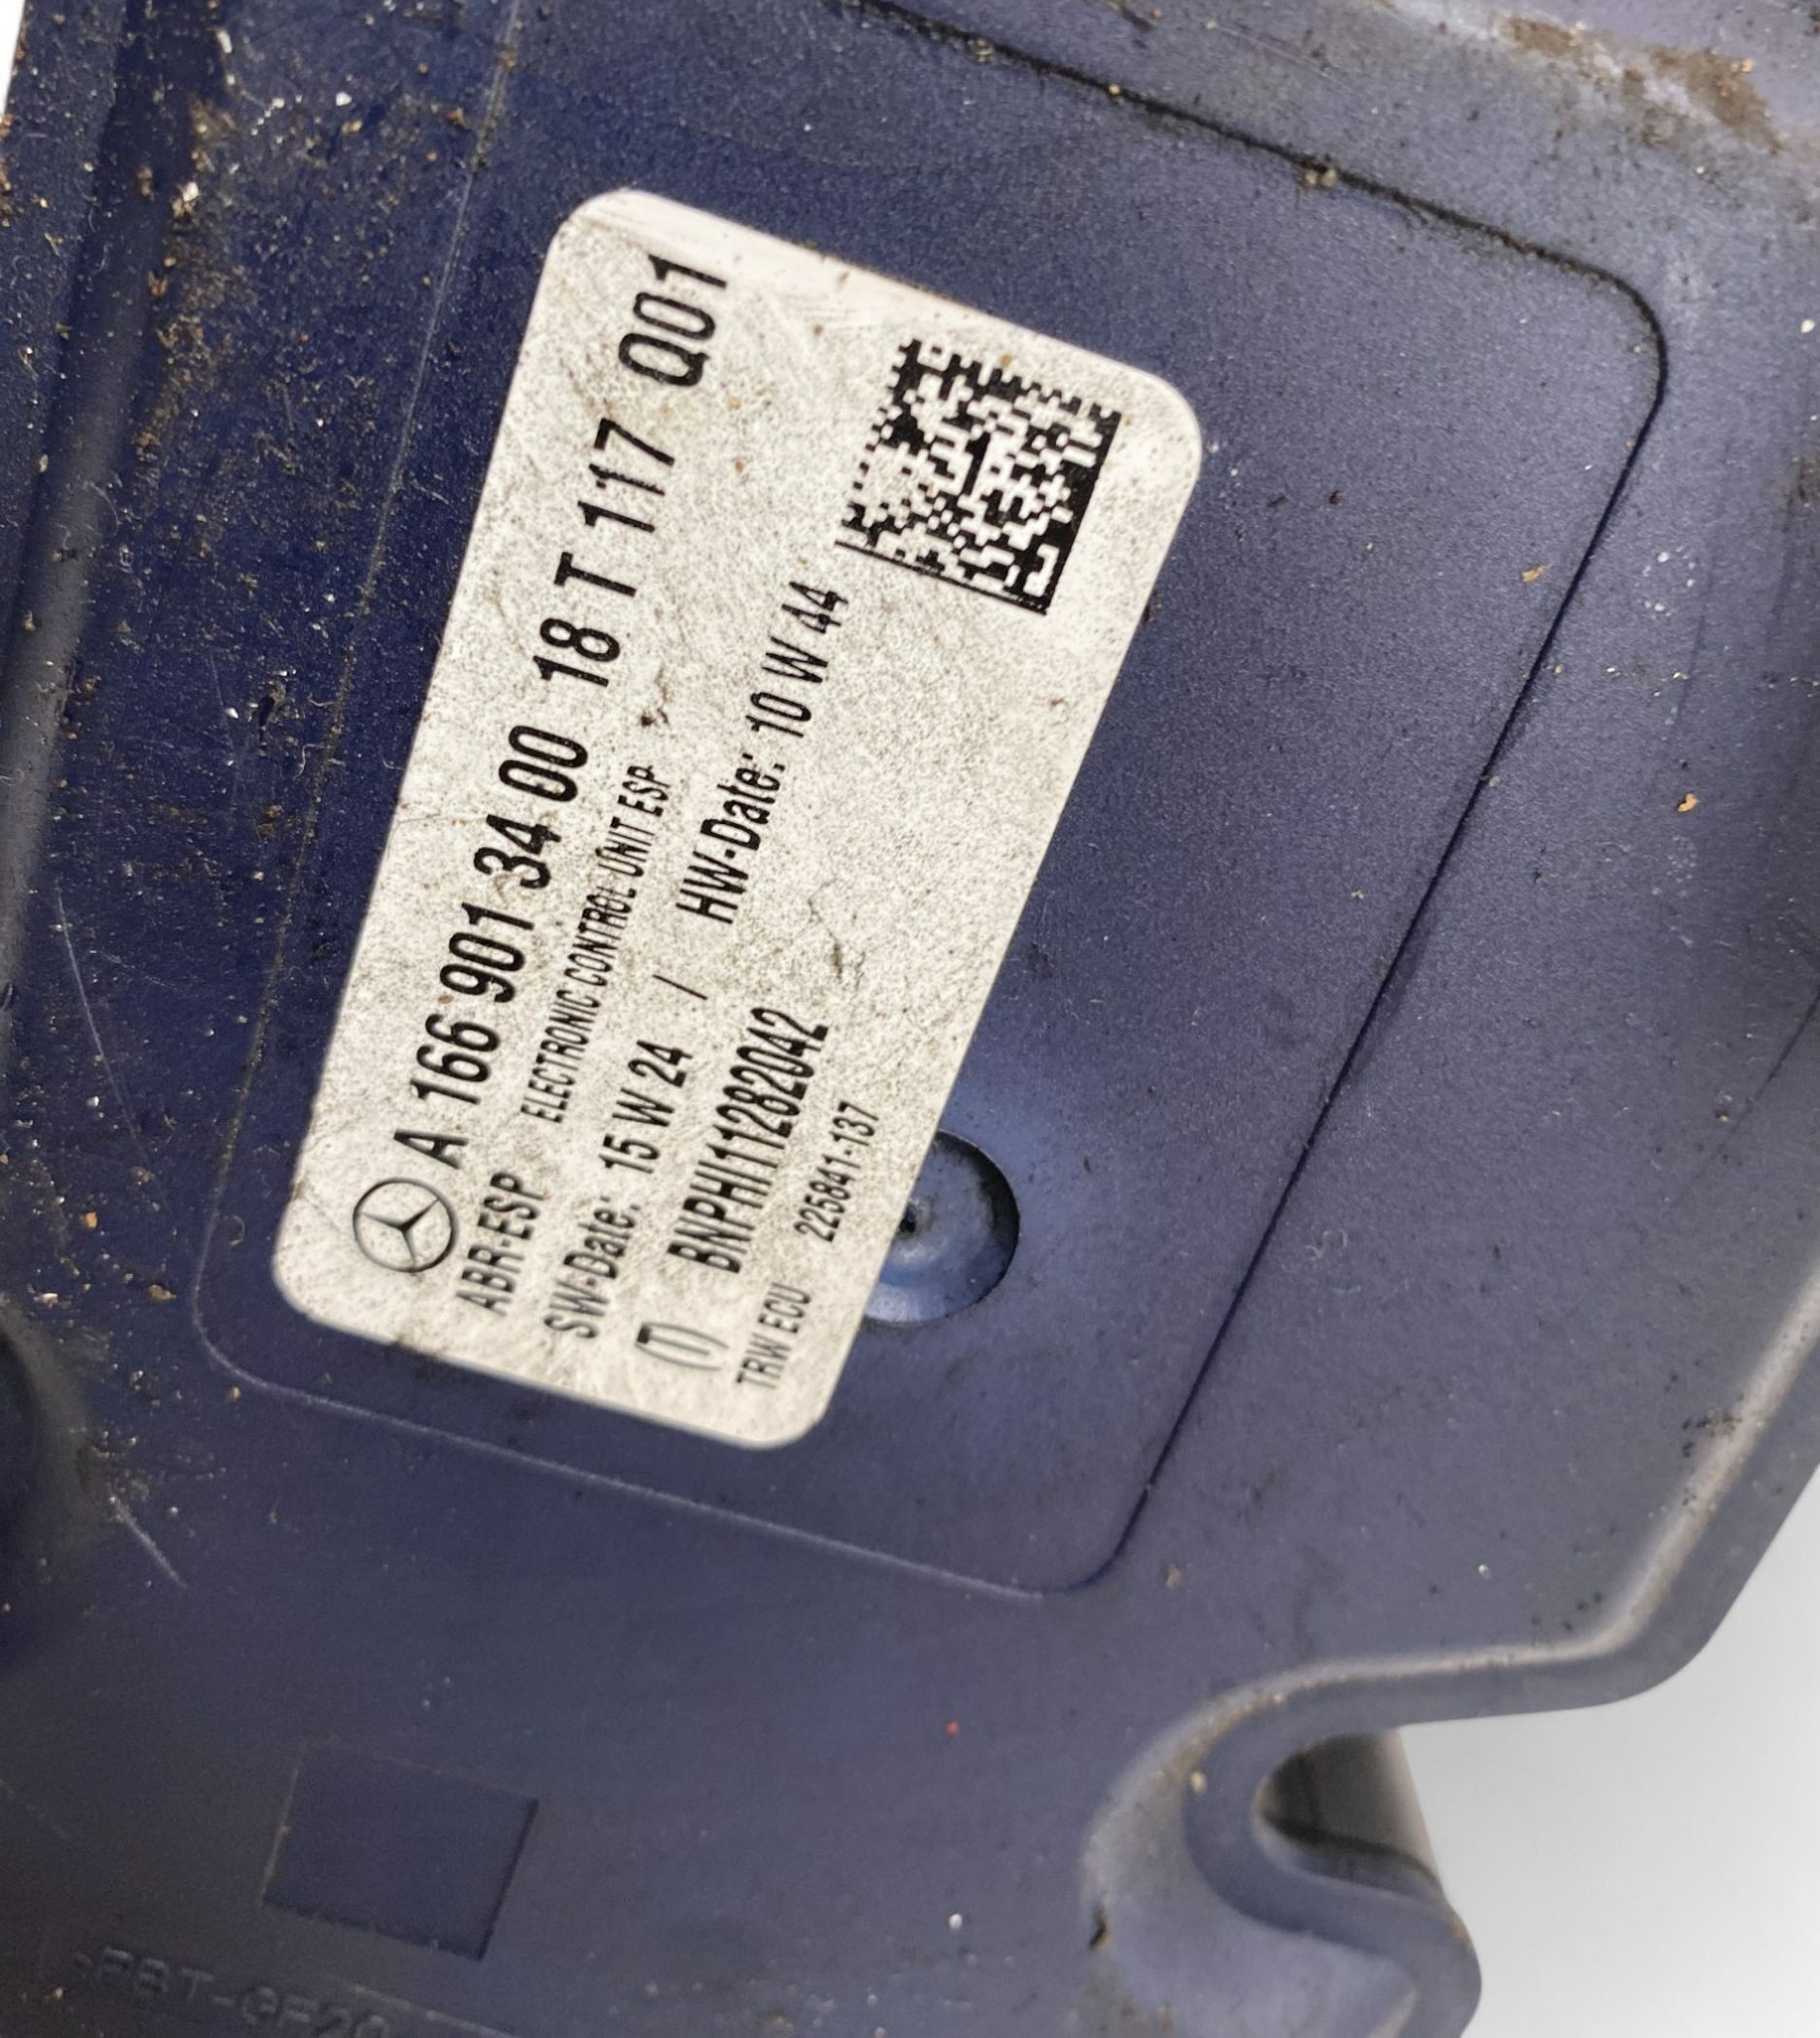 A 166 901 34 00 18 T 117 Q01
ABR-ESP ELECTRONIC CONTROL UNIT ESP
SW-Date: 15 W 24 / HW-Date: 10 W 44
(T) BNPHI11282042
TRW ECU 225841-137